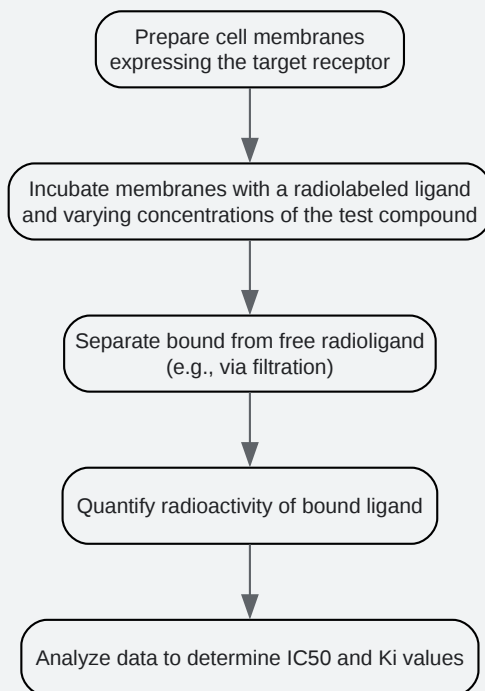 Prepare cell membranes
expressing the target receptor
Incubate membranes with a radiolabeled ligand
and varying concentrations of the test compound
Separate bound from free radioligand
(e.g., via filtration)
Quantify radioactivity of bound ligand
Analyze data to determine IC50 and Ki values